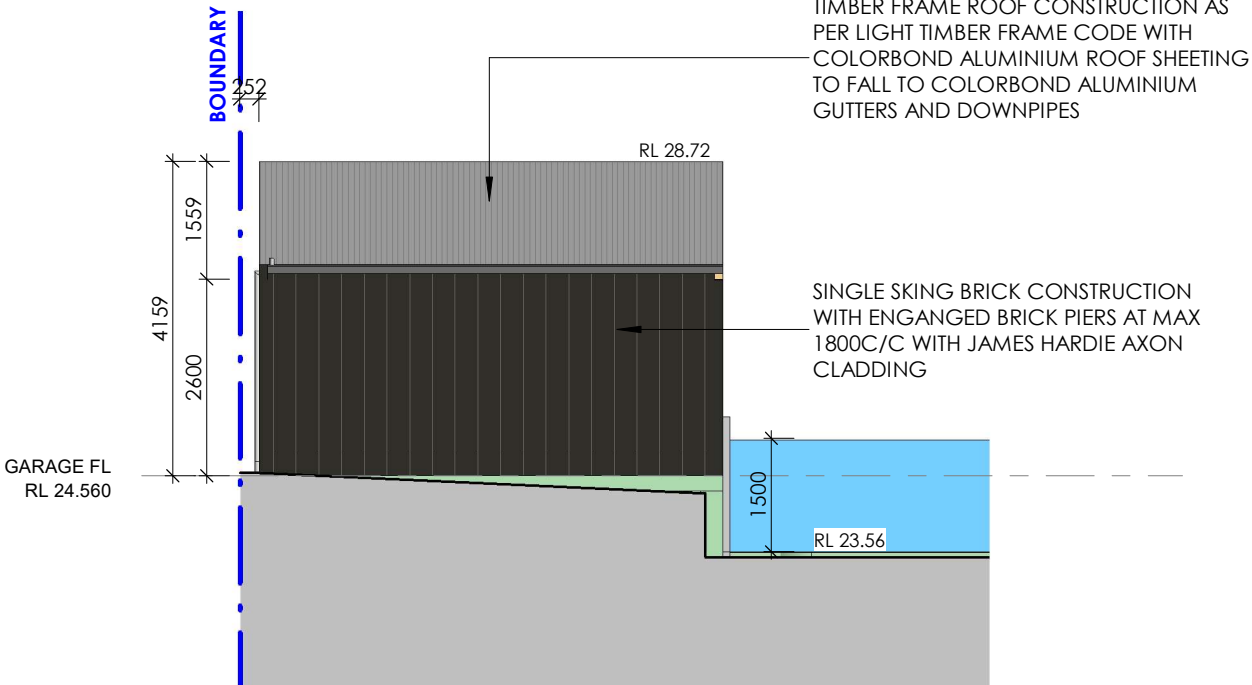 TIMBER FRAME ROOF CONSTRUCTION AS
PER LIGHT TIMBER FRAME CODE WITH
COLORBOND ALUMINIUM ROOF SHEETING
TO FALL TO COLORBOND ALUMINIUM
GUTTERS AND DOWNPIPES
BOUNDARY
252
RL 28.72
1559
4159
2600
SINGLE SKING BRICK CONSTRUCTION
WITH ENGANGED BRICK PIERS AT MAX
1800C/C WITH JAMES HARDIE AXON
CLADDING
GARAGE FL
RL 24.560
1500
RL 23.56